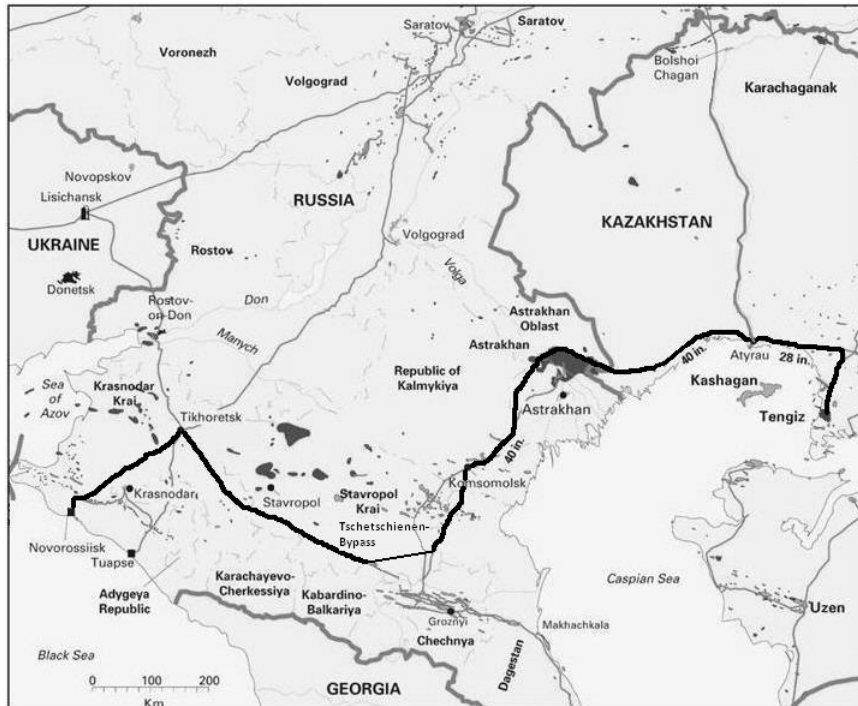 Saratov
Saratov
Voronezh
Volgograd
Bolshoi
Chagan
Karachaganak
Novopskov
Lisichansk
RUSSIA
KAZAKHSTAN
UKRAINE
Rostov
Volgograd
Donetsk
Volga
Rostov-
on-Don
Don
Manych
Astrakhan
Oblast
Astrakhan
40 in.
Atyrau
28 in.
Republic of
Kalmykiya
Kashagan
Sea
of
Azov
Krasnodar
Krai
Tengiz
Tikhoretsk
Astrakhan
40 in.
Komsomolsk
Krasnodar
Stavropol
Stavropol
Krai
Tschetschienen-
Bypass
Novorossiisk
Tuapse
Adygeya
Republic
Karachayevo-
Cherkessiya
Kabardino-
Balkariya
Caspian Sea
Uzen
Groznyi
Makhachkala
Chechnya
Dagestan
Black Sea
GEORGIA
0 100 200
Km